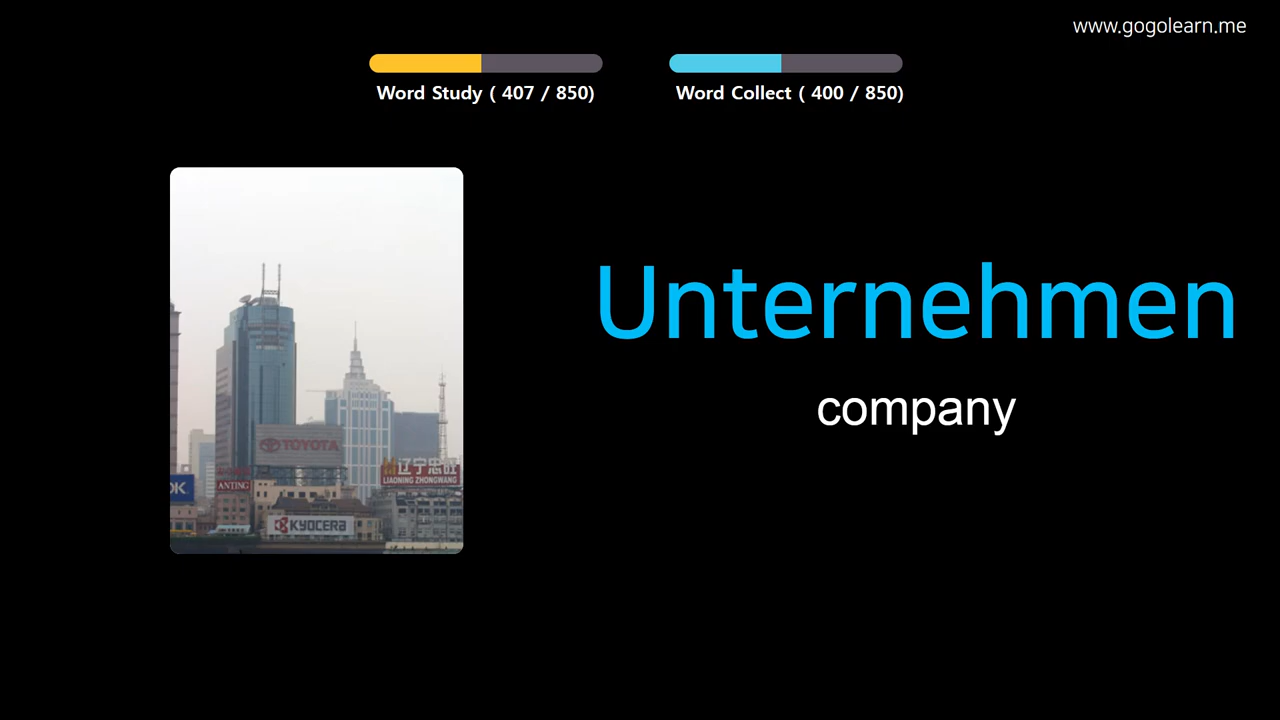 www.gogolearn.me
Word Study ( 407 / 850)
Word Collect ( 400 / 850)
Unternehmen
company
TOYOTA
辽宁忠旺
LIAONING ZHONGWANG
OK
ANTING
KYOCERA